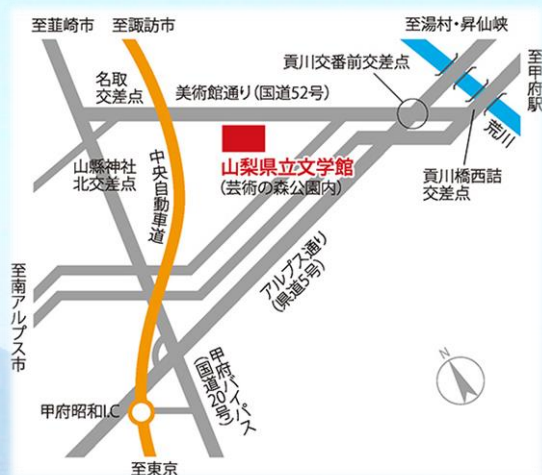 至韮崎市
至諏訪市
至湯村・昇仙峡
至甲府駅
名取
交差点
美術館通り(国道52号)
貢川交番前交差点
荒川
山梨県立文学館
(芸術の森公園内)
貢川橋西詰
交差点
山縣神社
北交差点
中央自動車道
アルプス通り
(県道5号)
至南アルプス市
甲府バイパス
(国道20号)
N
甲府昭和I.C
至東京